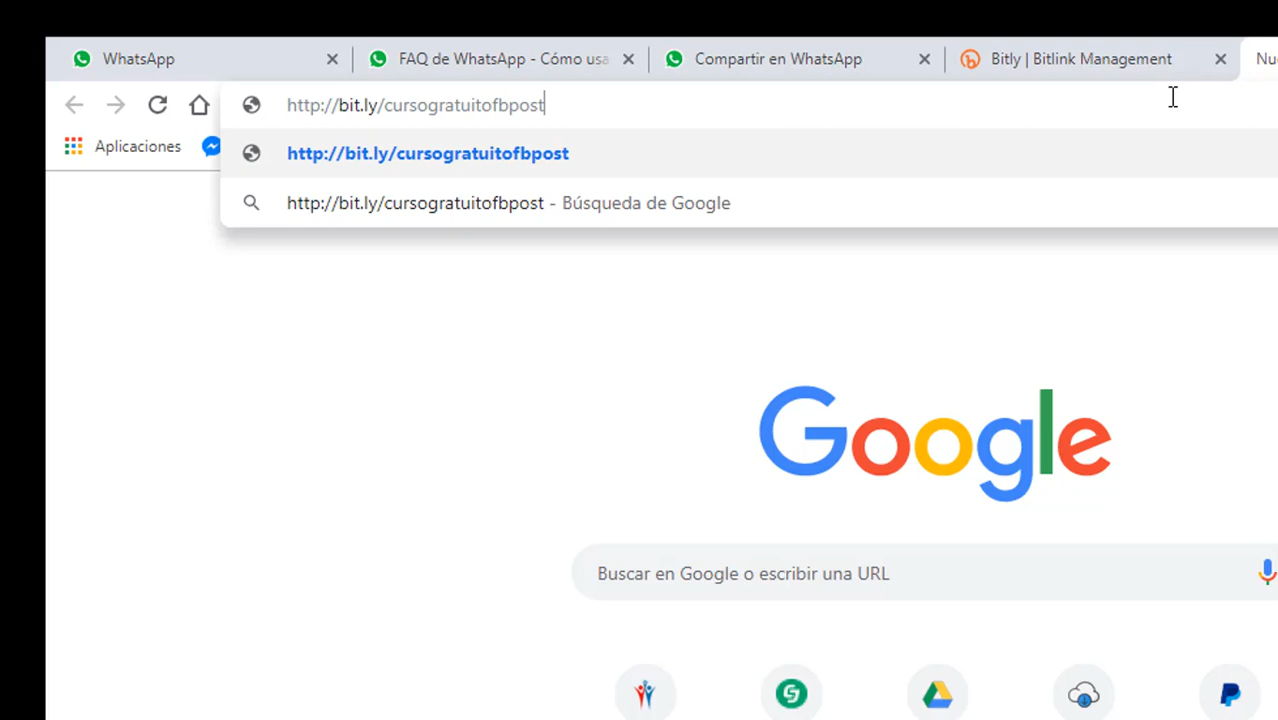 WhatsApp
FAQ de WhatsApp - Cómo usa
Compartir en WhatsApp
Bitly | Bitlink Management
Nu
http://bit.ly/cursogratuitofbpost
Aplicaciones
http://bit.ly/cursogratuitofbpost
http://bit.ly/cursogratuitofbpost - Búsqueda de Google
Google
Buscar en Google o escribir una URL